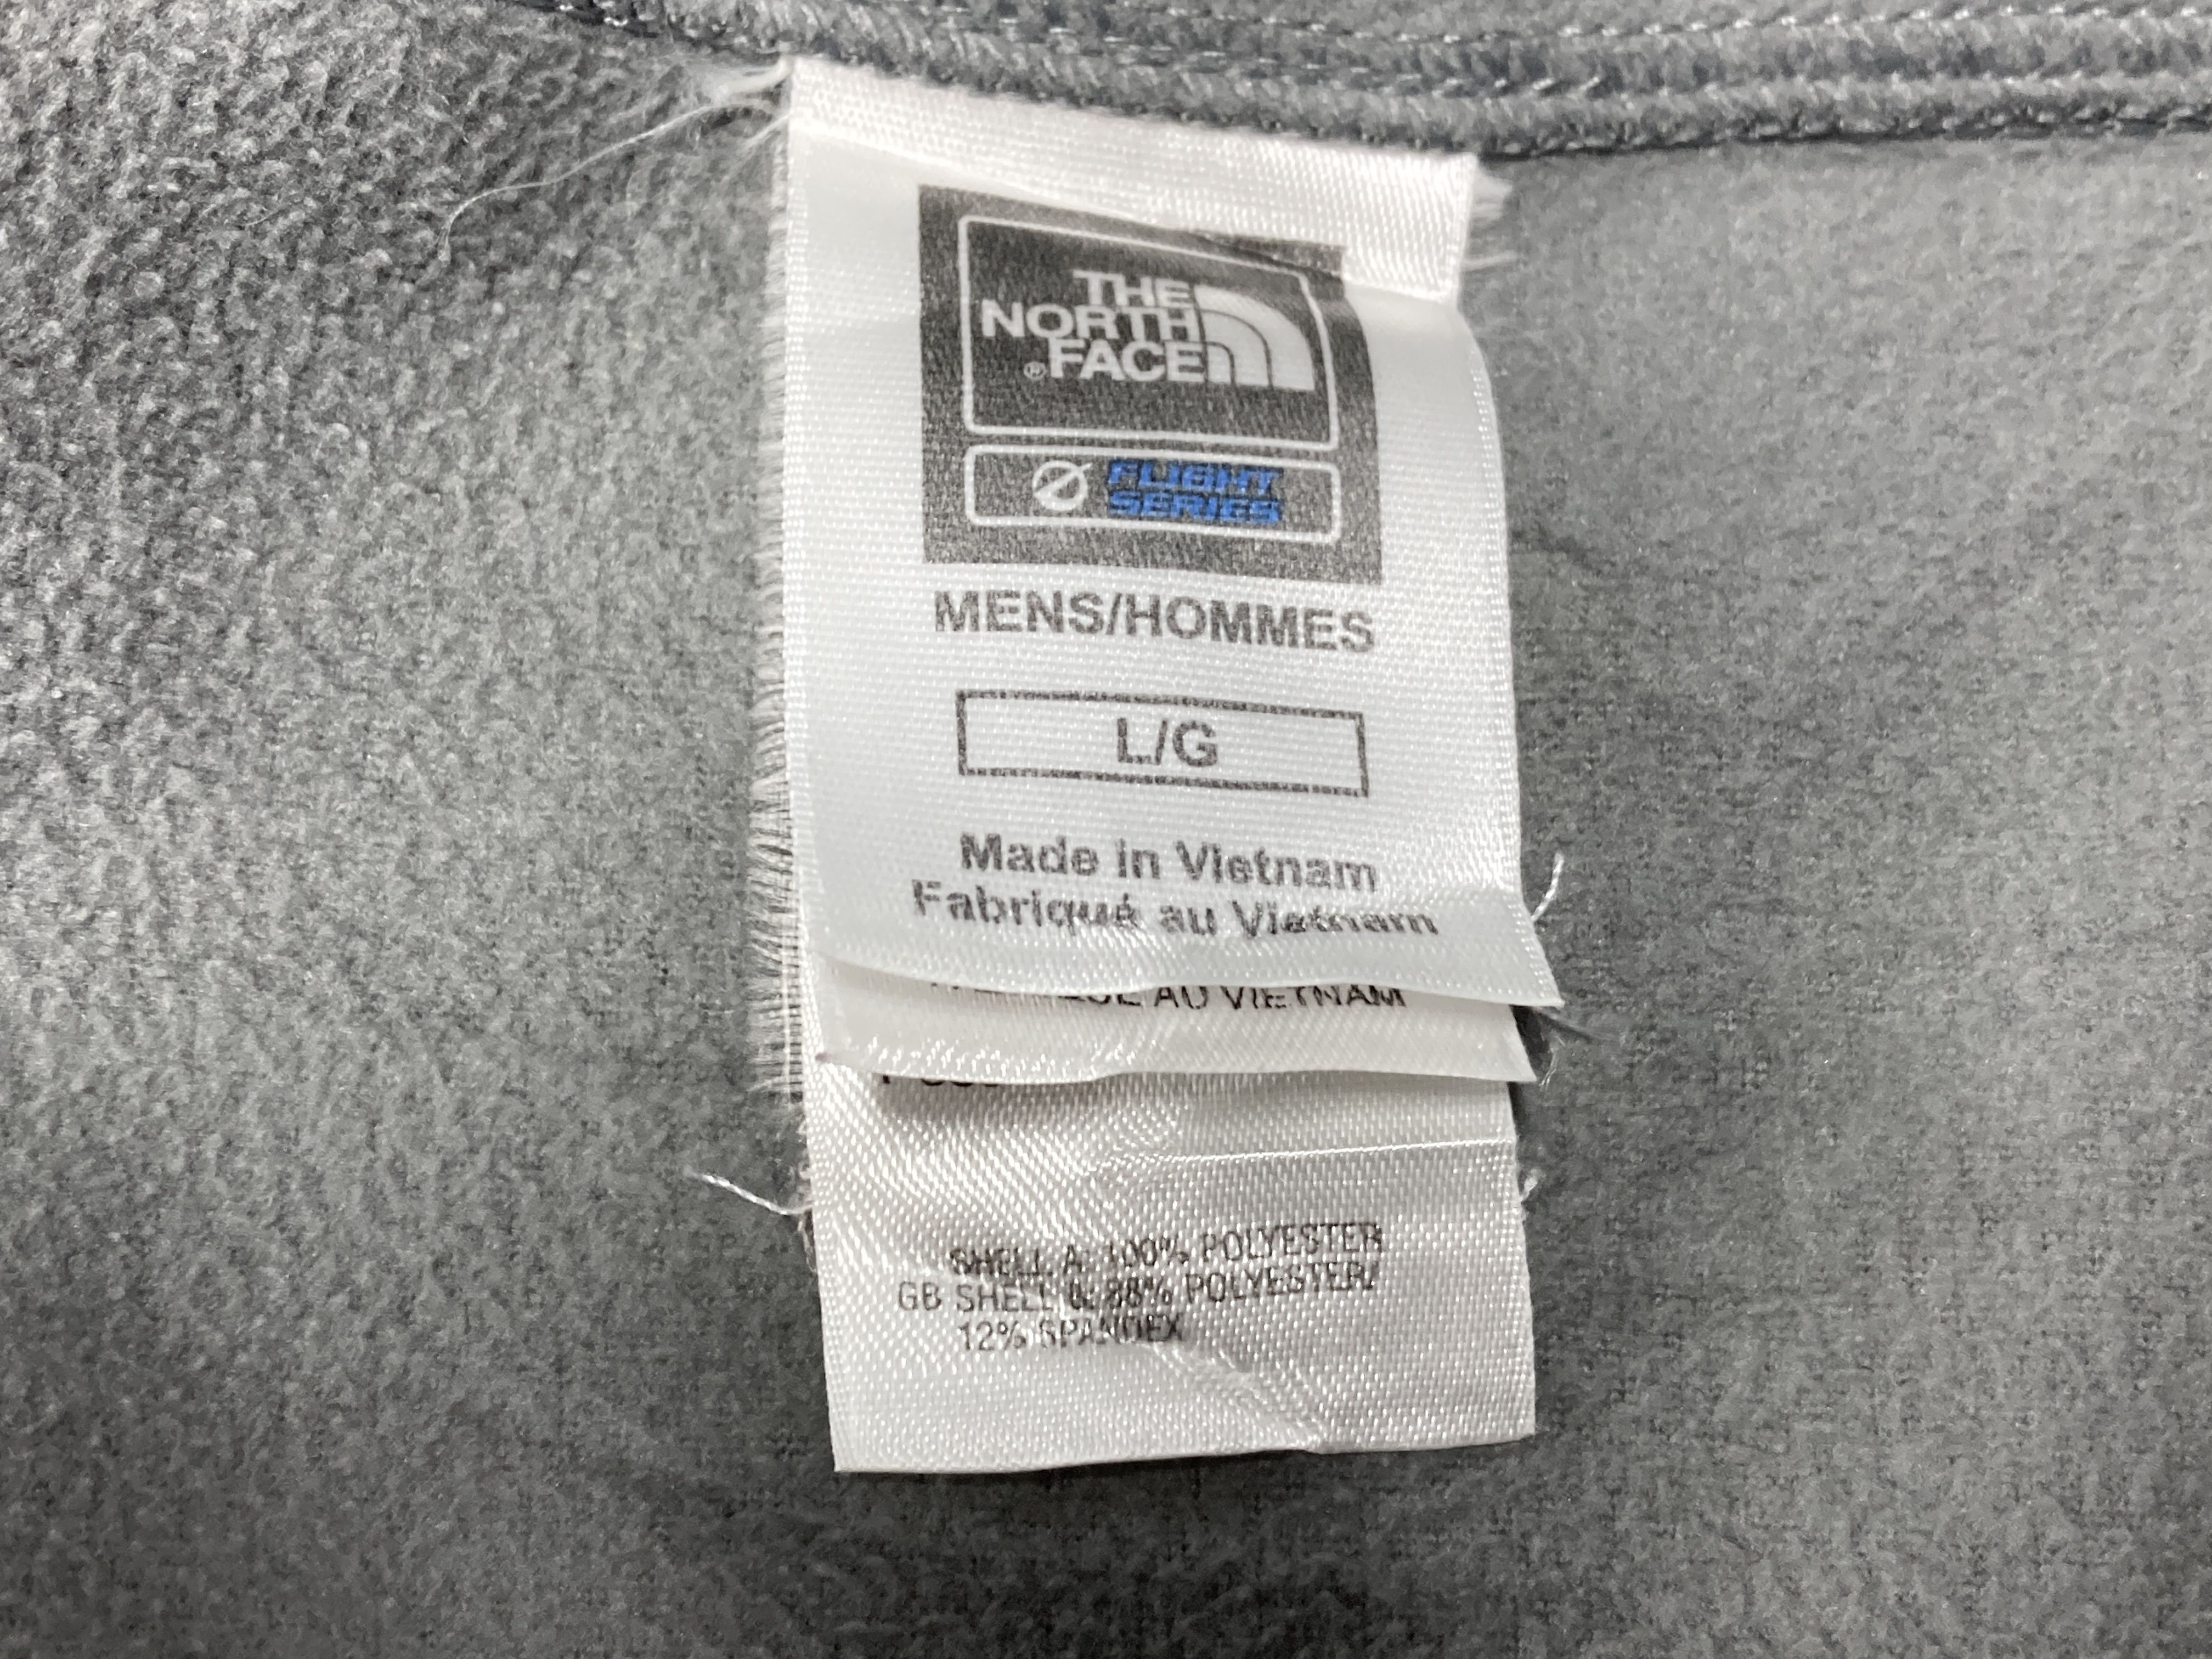 THE
NORTH
®FACE
FLIGHT
SERIES
MENS/HOMMES
L/G
Made in Vietnam
Fabriqué au Vietnam
AU VIETNAM
SHELL A: 100% POLYESTER
GB SHELL 88% POLYESTER/
12% SPANDEX